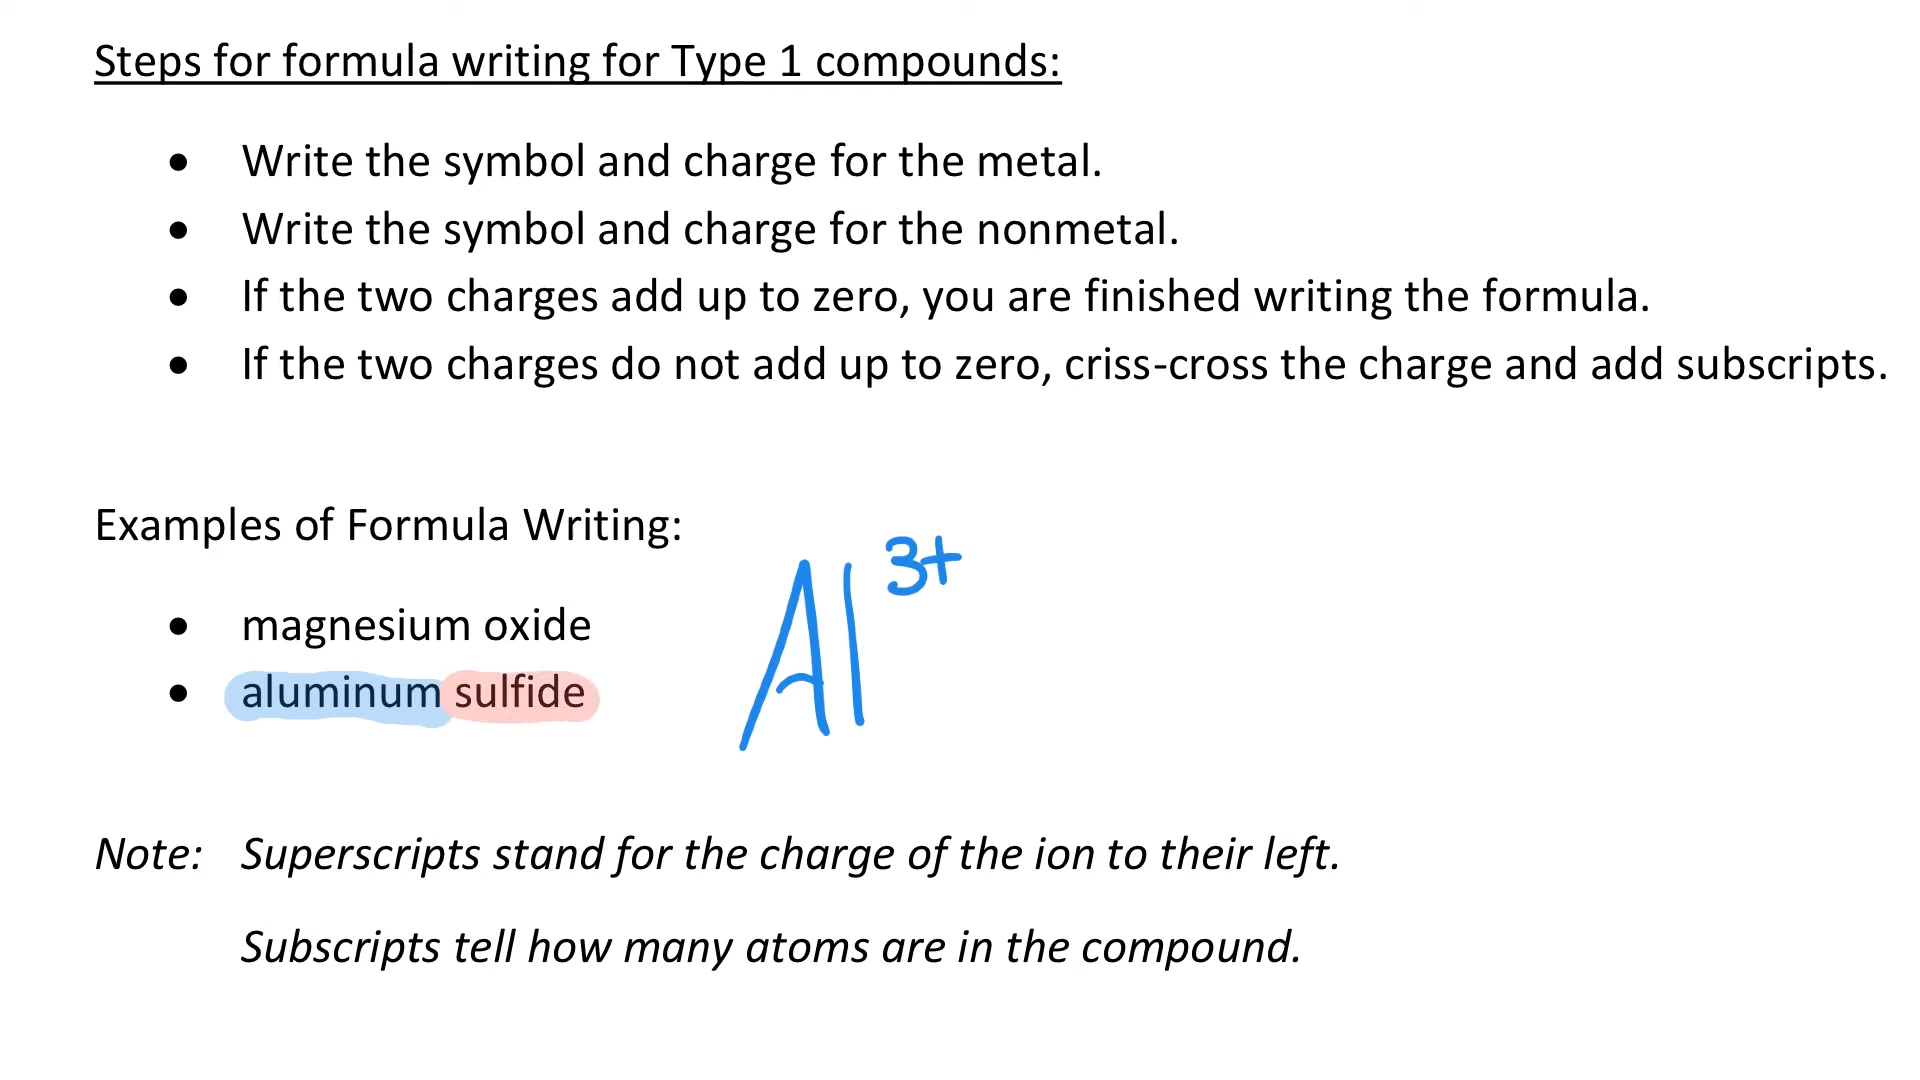 Steps for formula writing for Type 1 compounds:
• Write the symbol and charge for the metal.
• Write the symbol and charge for the nonmetal.
• If the two charges add up to zero, you are finished writing the formula.
• If the two charges do not add up to zero, criss-cross the charge and add subscripts.
Examples of Formula Writing:
Al³⁺
• magnesium oxide
• aluminum sulfide
Note: Superscripts stand for the charge of the ion to their left.
Subscripts tell how many atoms are in the compound.